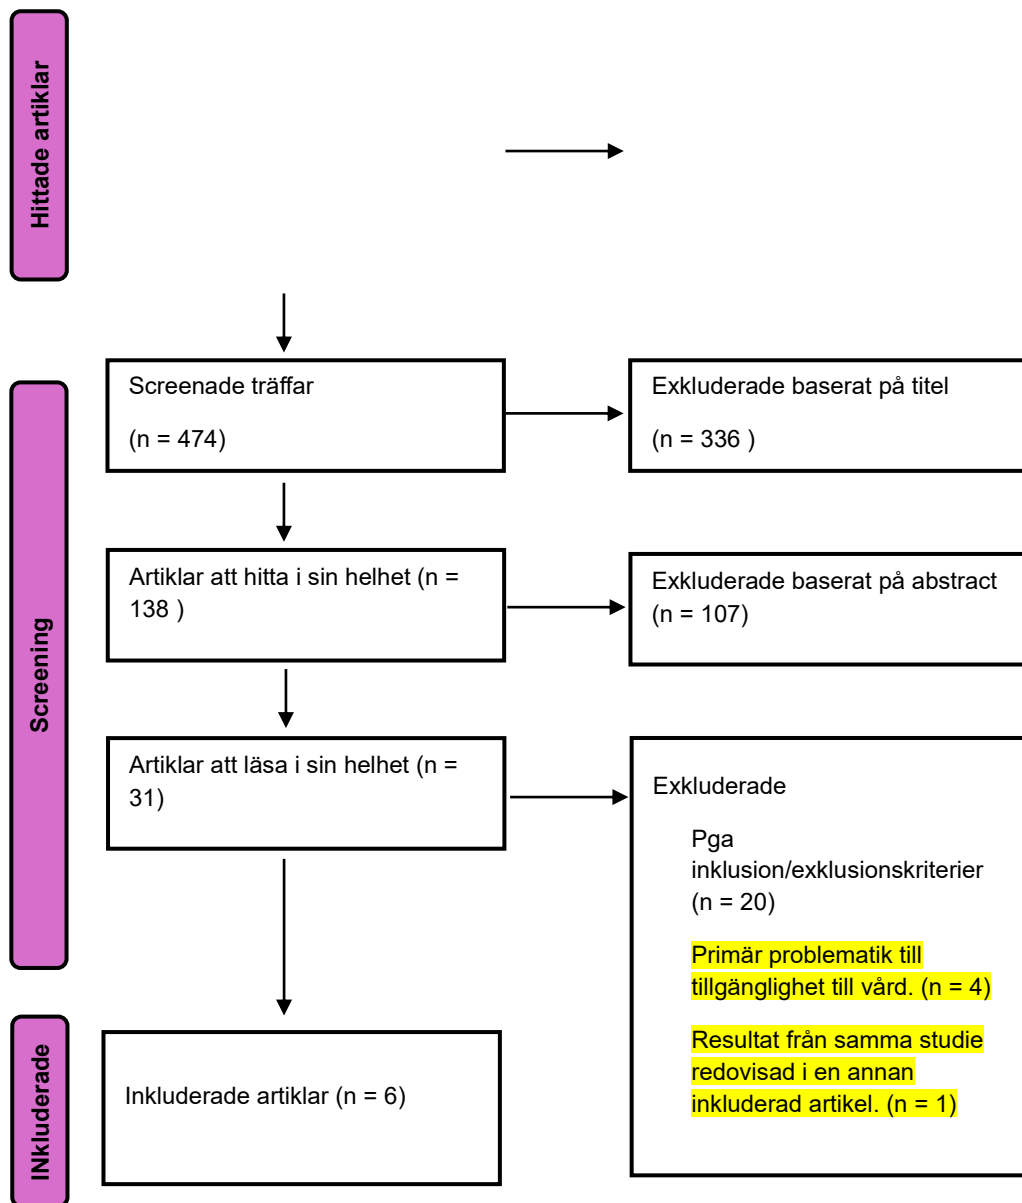 Hittade artiklar
Screening
Screenade träffar
(n = 474)
Exkluderade baserat på titel
(n = 336 )
Artiklar att hitta i sin helhet (n =
138 )
Exkluderade baserat på abstract
(n = 107)
Artiklar att läsa i sin helhet (n =
31)
Exkluderade
Pga
inklusion/exklusionskriterier
(n = 20)
Primär problematik till
tillgänglighet till vård. (n = 4)
Resultat från samma studie
redovisad i en annan
inkluderad artikel. (n = 1)
INkluderade
Inkluderade artiklar (n = 6)